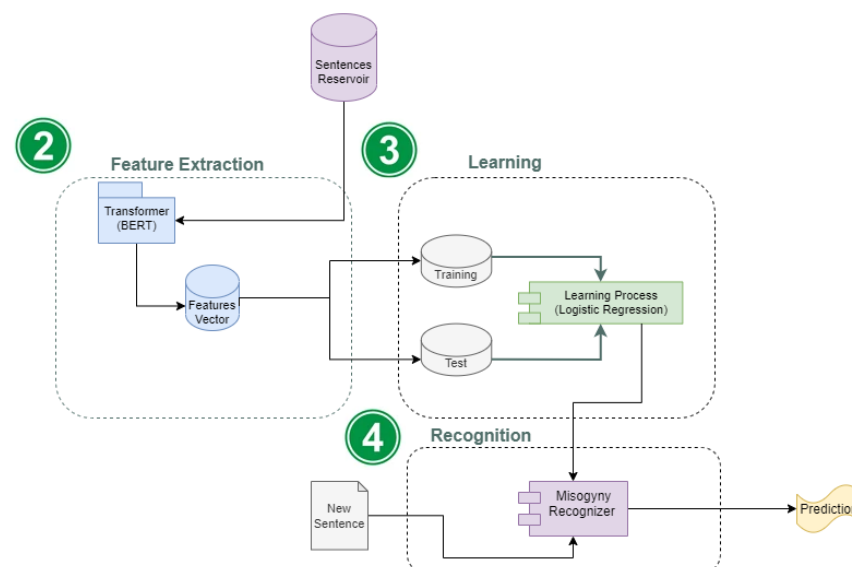 Sentences
Reservoir
2
Feature Extraction
3
Learning
Transformer
(BERT)
Features
Vector
Training
Test
Learning Process
(Logistic Regression)
4
Recognition
New
Sentence
Misogyny
Recognizer
Prediction